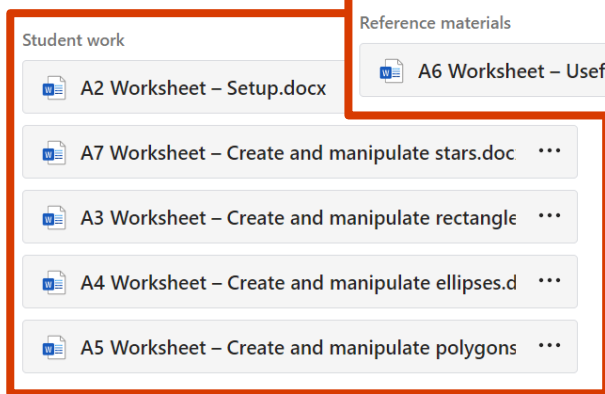 Student work
A2 Worksheet – Setup.docx
A7 Worksheet – Create and manipulate stars.doc
A3 Worksheet – Create and manipulate rectangle
A4 Worksheet – Create and manipulate ellipses.d
A5 Worksheet – Create and manipulate polygons
Reference materials
A6 Worksheet – Usef